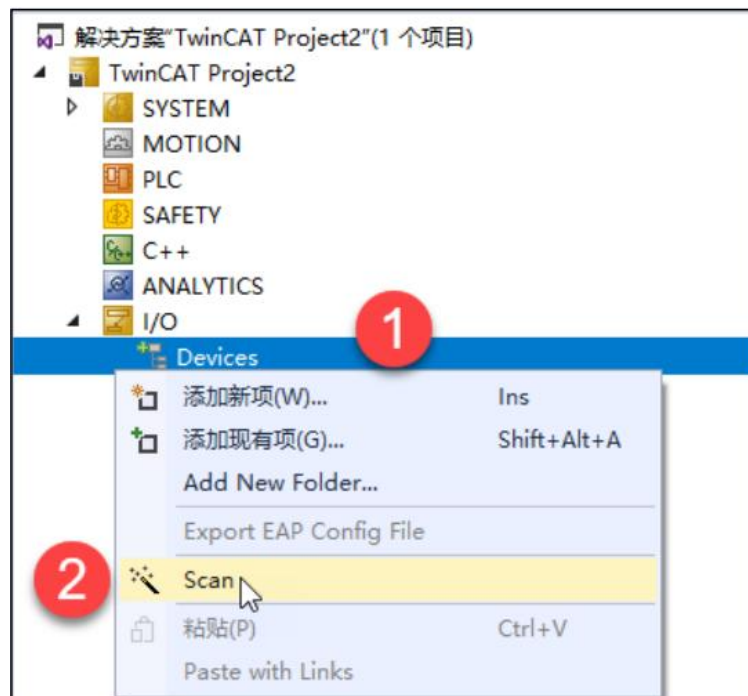 解决方案"TwinCAT Project2"(1 个项目)
TwinCAT Project2
SYSTEM
MOTION
PLC
SAFETY
C++
ANALYTICS
I/O
1
Devices
添加新项(W)... Ins
添加现有项(G)... Shift+Alt+A
Add New Folder...
Export EAP Config File
2
Scan
粘贴(P) Ctrl+V
Paste with Links